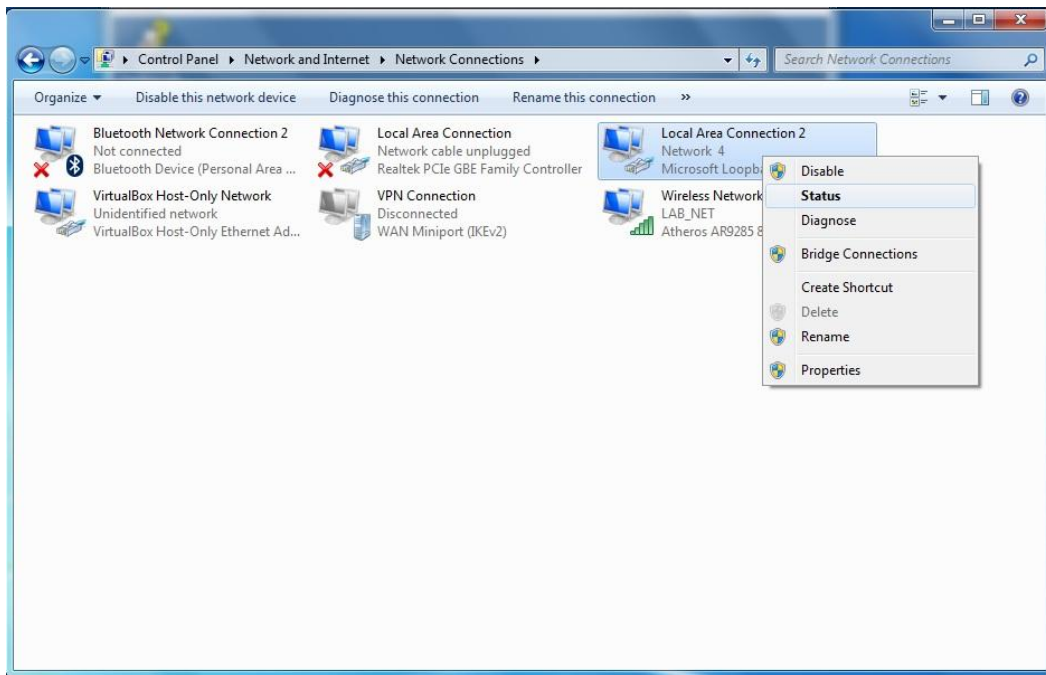 Control Panel ▸ Network and Internet ▸ Network Connections ▸
Search Network Connections
Organize Disable this network device Diagnose this connection Rename this connection »
Bluetooth Network Connection 2
Not connected
Bluetooth Device (Personal Area ...
Local Area Connection
Network cable unplugged
Realtek PCIe GBE Family Controller
Local Area Connection 2
Network 4
Microsoft Loopb
VirtualBox Host-Only Network
Unidentified network
VirtualBox Host-Only Ethernet Ad...
VPN Connection
Disconnected
WAN Miniport (IKEv2)
Wireless Network
LAB_NET
Atheros AR9285 8
Disable
Status
Diagnose
Bridge Connections
Create Shortcut
Delete
Rename
Properties